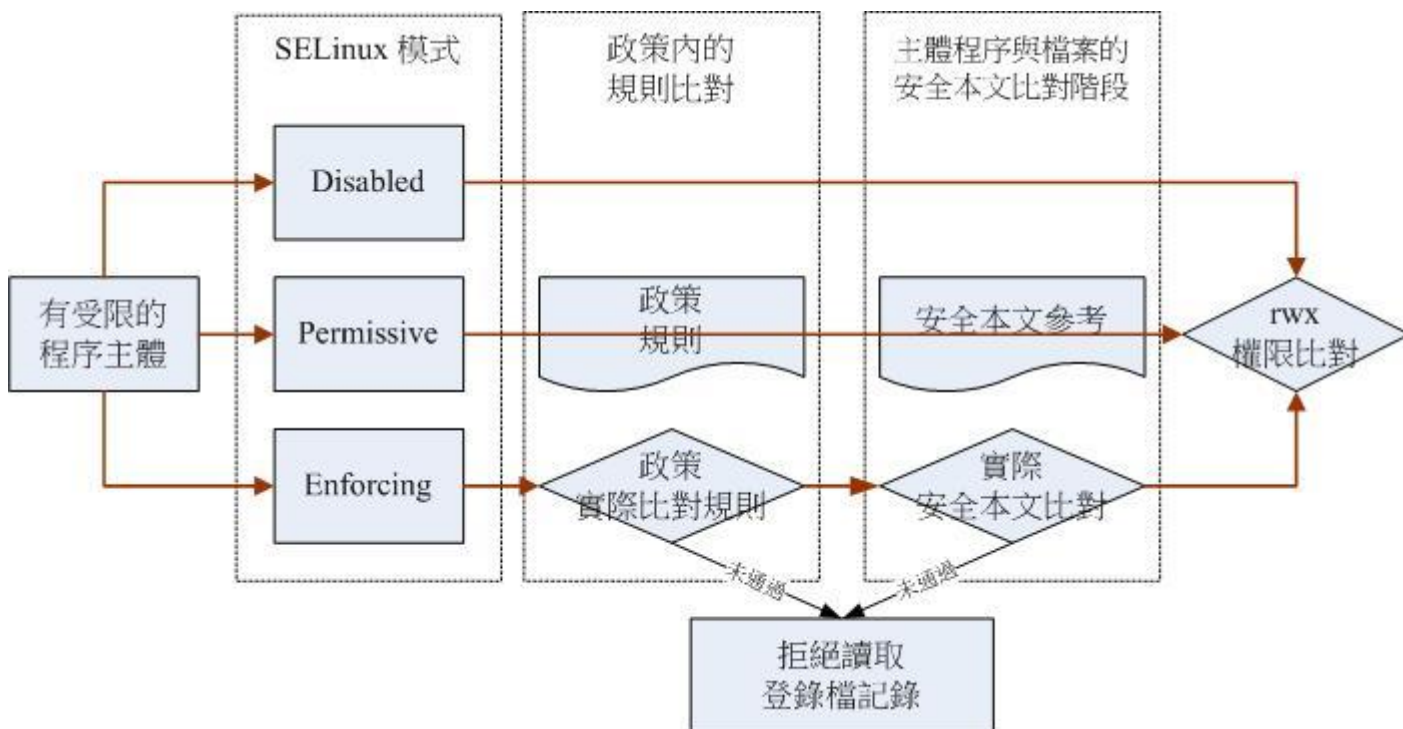 SELinux 模式
政策內的
規則比對
主體程序與檔案的
安全本文比對階段
Disabled
有受限的
程序主體
Permissive
政策
規則
安全本文參考
rwx
權限比對
Enforcing
政策
實際比對規則
實際
安全本文比對
未通過
未通過
拒絕讀取
登錄檔記錄